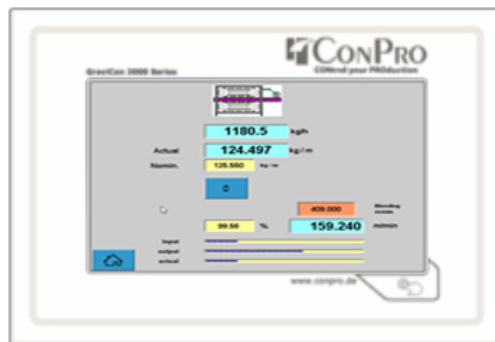 CONPRO
CONtrol your PROduction
GraviCon 3000 Series
1180.5 kg/h
Actual 124.497 kg/m
Nomin. 125.550 kg/m
409.000
99.56 % 159.240 m/min
input
output
actual
www.conpro.de